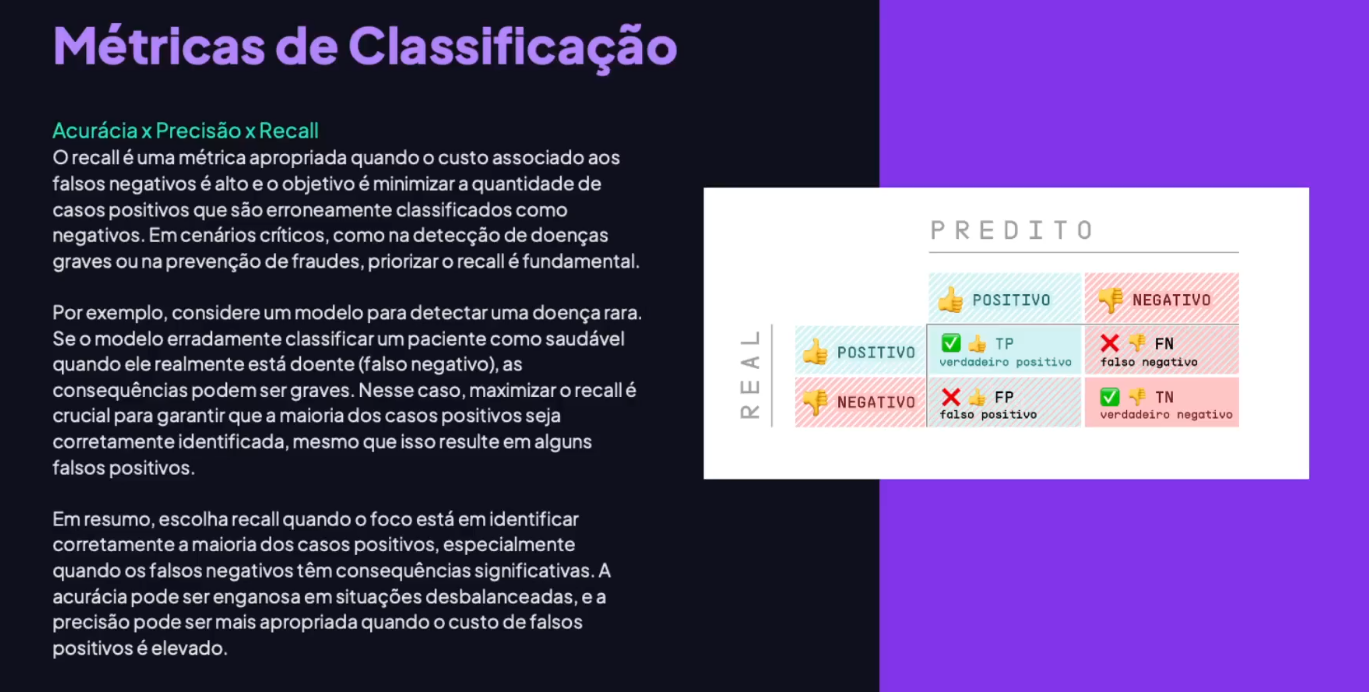 Métricas de Classificação
Acurácia x Precisão x Recall
O recall é uma métrica apropriada quando o custo associado aos
falsos negativos é alto e o objetivo é minimizar a quantidade de
casos positivos que são erroneamente classificados como
negativos. Em cenários críticos, como na detecção de doenças
graves ou na prevenção de fraudes, priorizar o recall é fundamental.
Por exemplo, considere um modelo para detectar uma doença rara.
Se o modelo erradamente classificar um paciente como saudável
quando ele realmente está doente (falso negativo), as
consequências podem ser graves. Nesse caso, maximizar o recall é
crucial para garantir que a maioria dos casos positivos seja
corretamente identificada, mesmo que isso resulte em alguns
falsos positivos.
Em resumo, escolha recall quando o foco está em identificar
corretamente a maioria dos casos positivos, especialmente
quando os falsos negativos têm consequências significativas. A
acurácia pode ser enganosa em situações desbalanceadas, e a
precisão pode ser mais apropriada quando o custo de falsos
positivos é elevado.
PREDITO
POSITIVO
NEGATIVO
REAL
POSITIVO
TP
verdadeiro positivo
FN
falso negativo
NEGATIVO
FP
falso positivo
TN
verdadeiro negativo